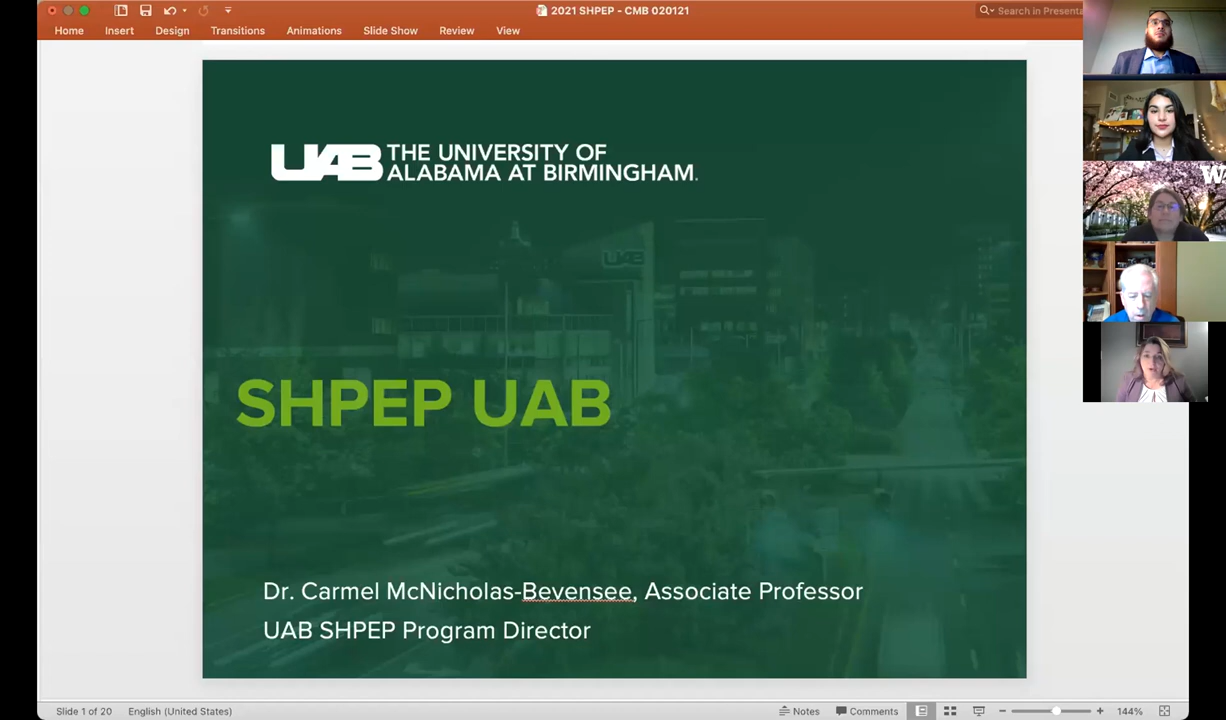 2021 SHPEP - CMB 020121
Search in Presenta
Home Insert Design Transitions Animations Slide Show Review View
W
UAB THE UNIVERSITY OF
ALABAMA AT BIRMINGHAM.
UAB
SHPEP UAB
Dr. Carmel McNicholas-Bevensee, Associate Professor
UAB SHPEP Program Director
Slide 1 of 20 English (United States) Notes Comments 144%